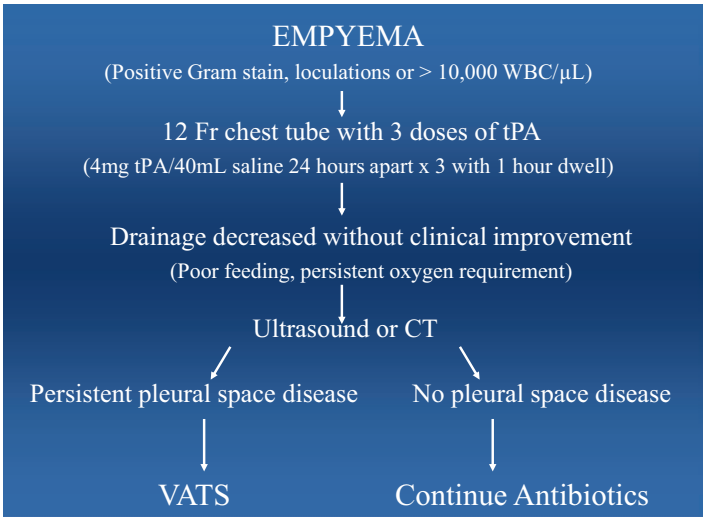 EMPYEMA
(Positive Gram stain, loculations or > 10,000 WBC/µL)
12 Fr chest tube with 3 doses of tPA
(4mg tPA/40mL saline 24 hours apart x 3 with 1 hour dwell)
Drainage decreased without clinical improvement
(Poor feeding, persistent oxygen requirement)
Ultrasound or CT
Persistent pleural space disease
No pleural space disease
VATS
Continue Antibiotics